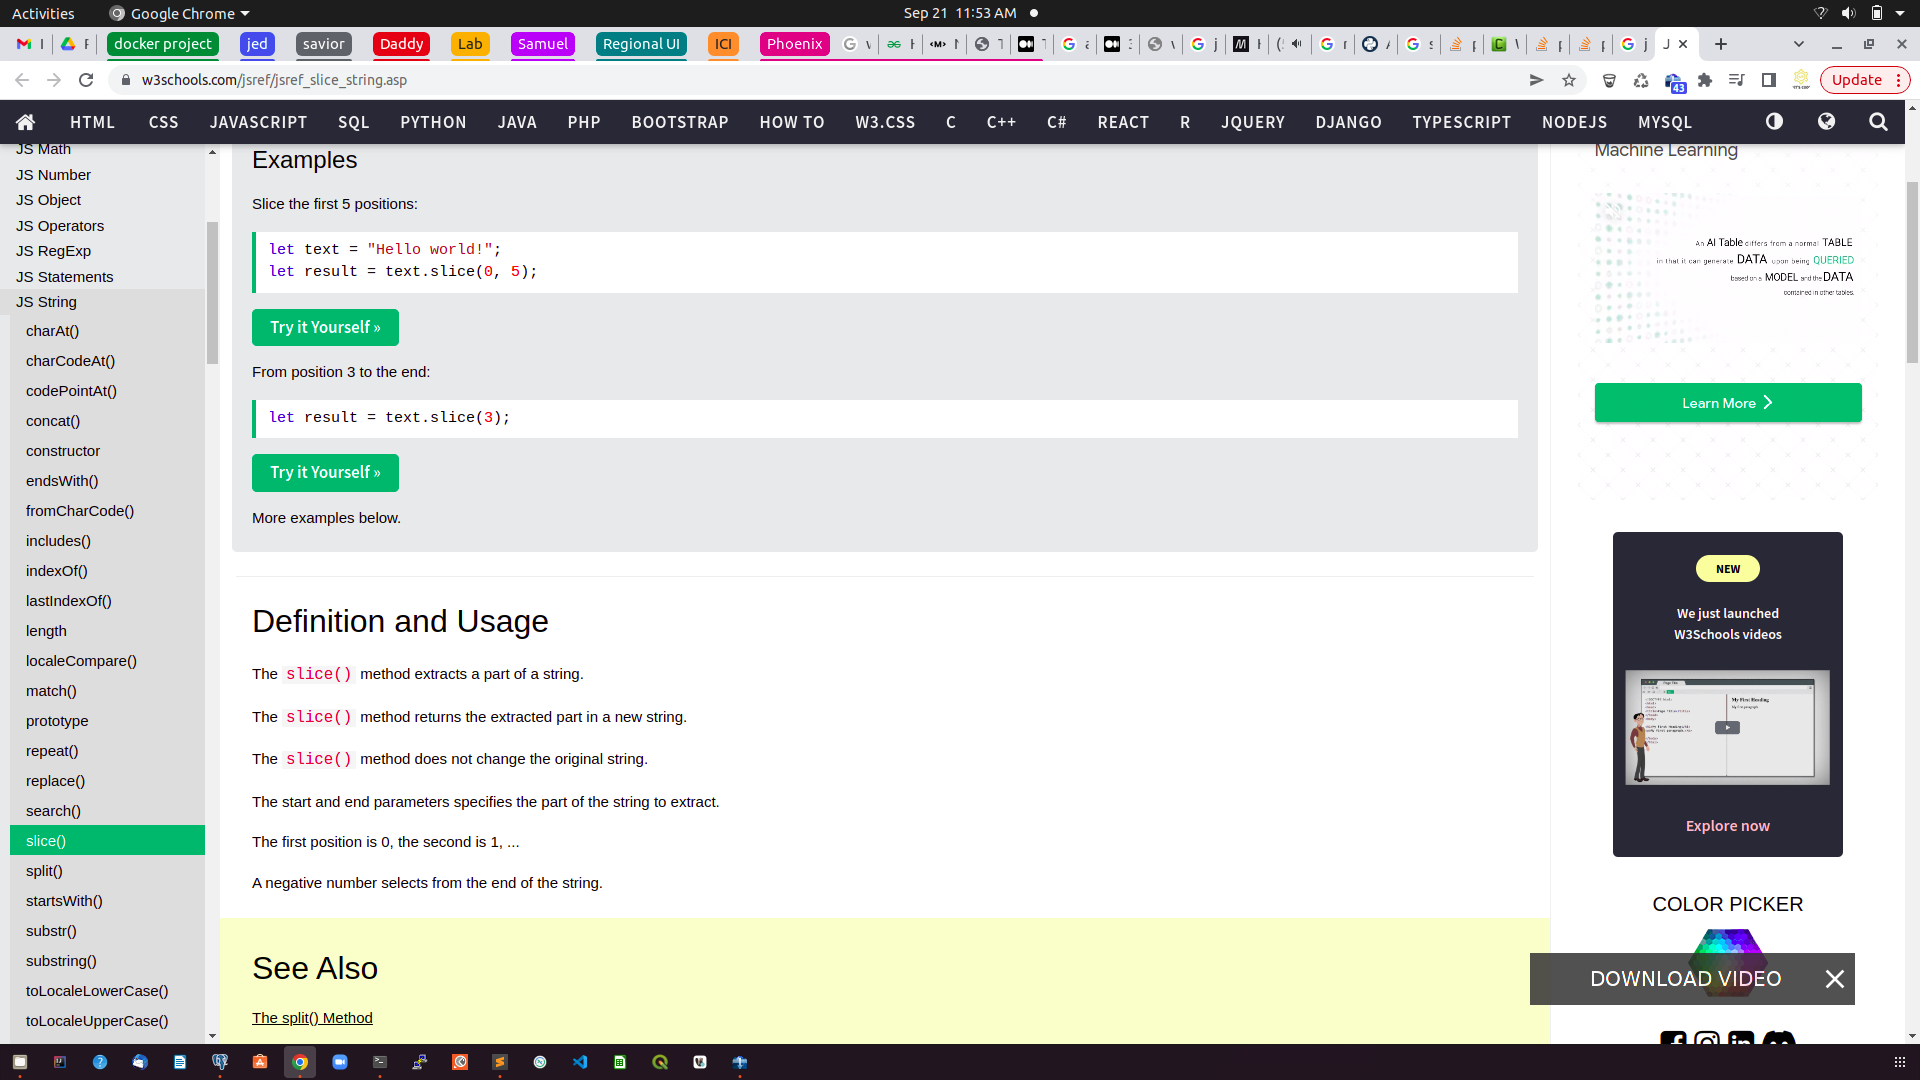 Activities
Google Chrome
Sep 21 11:53 AM
docker project
jed
savior
Daddy
Lab
Samuel
Regional UI
ICI
Phoenix
w3schools.com/jsref/jsref_slice_string.asp
43
Update
HTML CSS JAVASCRIPT SQL PYTHON JAVA PHP BOOTSTRAP HOW TO W3.CSS C C++ C# REACT R JQUERY DJANGO TYPESCRIPT NODEJS MYSQL
JS Math
JS Number
JS Object
JS Operators
JS RegExp
JS Statements
JS String
charAt()
charCodeAt()
codePointAt()
concat()
constructor
endsWith()
fromCharCode()
includes()
indexOf()
lastIndexOf()
length
localeCompare()
match()
prototype
repeat()
replace()
search()
slice()
split()
startsWith()
substr()
substring()
toLocaleLowerCase()
toLocaleUpperCase()
Examples
Slice the first 5 positions:
let text = "Hello world!";
let result = text.slice(0, 5);
Try it Yourself »
From position 3 to the end:
let result = text.slice(3);
Try it Yourself »
More examples below.
Definition and Usage
The slice() method extracts a part of a string.
The slice() method returns the extracted part in a new string.
The slice() method does not change the original string.
The start and end parameters specifies the part of the string to extract.
The first position is 0, the second is 1, ...
A negative number selects from the end of the string.
See Also
The split() Method
Machine Learning
An AI Table differs from a normal TABLE
in that it can generate DATA upon being QUERIED
based on a MODEL and the DATA
contained in other tables.
Learn More
NEW
We just launched
W3Schools videos
My First Heading
My first paragraph.
Explore now
COLOR PICKER
DOWNLOAD VIDEO